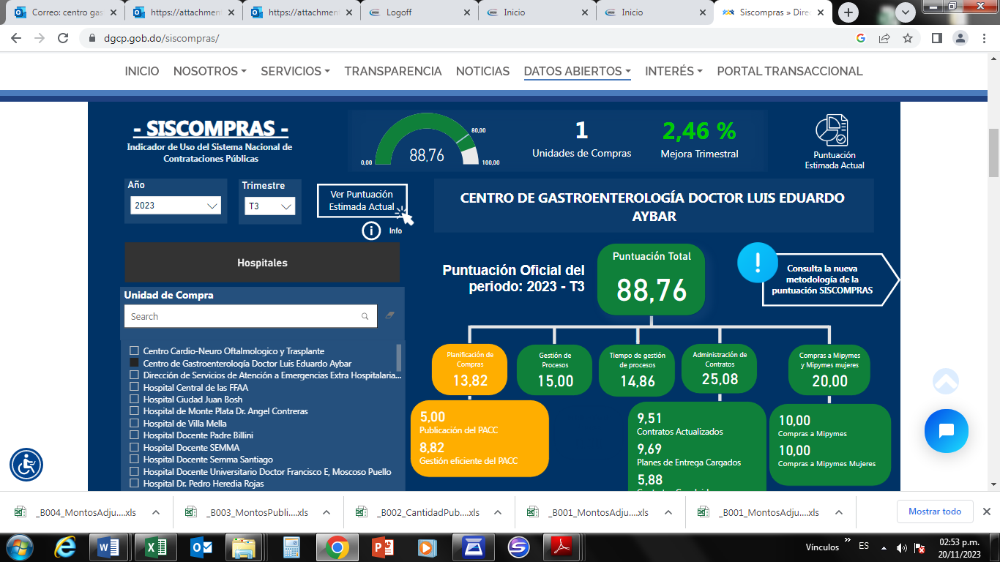 Correo: centro gas
https://attachmen
https://attachmen
Logoff
Inicio
Inicio
Siscompras » Dire
dgcp.gob.do/siscompras/
INICIO NOSOTROS SERVICIOS TRANSPARENCIA NOTICIAS DATOS ABIERTOS INTERÉS PORTAL TRANSACCIONAL
- SISCOMPRAS -
Indicador de Uso del Sistema Nacional de
Contrataciones Públicas
80,00
88,76
0,00
100,00
1
Unidades de Compras
2,46 %
Mejora Trimestral
Puntuación
Estimada Actual
Año
2023
Trimestre
T3
Ver Puntuación
Estimada Actual
Info
CENTRO DE GASTROENTEROLOGÍA DOCTOR LUIS EDUARDO
AYBAR
Hospitales
Unidad de Compra
Search
Centro Cardio-Neuro Oftalmologico y Trasplante
Centro de Gastroenterología Doctor Luis Eduardo Aybar
Dirección de Servicios de Atención a Emergencias Extra Hospitalaria...
Hospital Central de las FFAA
Hospital Ciudad Juan Bosh
Hospital de Monte Plata Dr. Angel Contreras
Hospital de Villa Mella
Hospital Docente Padre Billini
Hospital Docente SEMMA
Hospital Docente Semma Santiago
Hospital Docente Universitario Doctor Francisco E, Moscoso Puello
Hospital Dr. Pedro Heredia Rojas
Puntuación Oficial del
periodo: 2023 - T3
Puntuación Total
88,76
!
Consulta la nueva
metodología de la
puntuación SISCOMPRAS
Planificación de
Compras
13,82
Gestión de
Procesos
15,00
Tiempo de gestión
de procesos
14,86
Administración de
Contratos
25,08
Compras a Mipymes
y Mipymes mujeres
20,00
5,00
Publicación del PACC
8,82
Gestión eficiente del PACC
9,51
Contratos Actualizados
9,69
Planes de Entrega Cargados
5,88
10,00
Compras a Mipymes
10,00
Compras a Mipymes Mujeres
_B004_MontosAdju....xls
_B003_MontosPubli....xls
_B002_CantidadPub....xls
_B001_MontosAdju....xls
_B001_MontosAdju....xls
Mostrar todo
Vínculos
ES
02:53 p.m.
20/11/2023